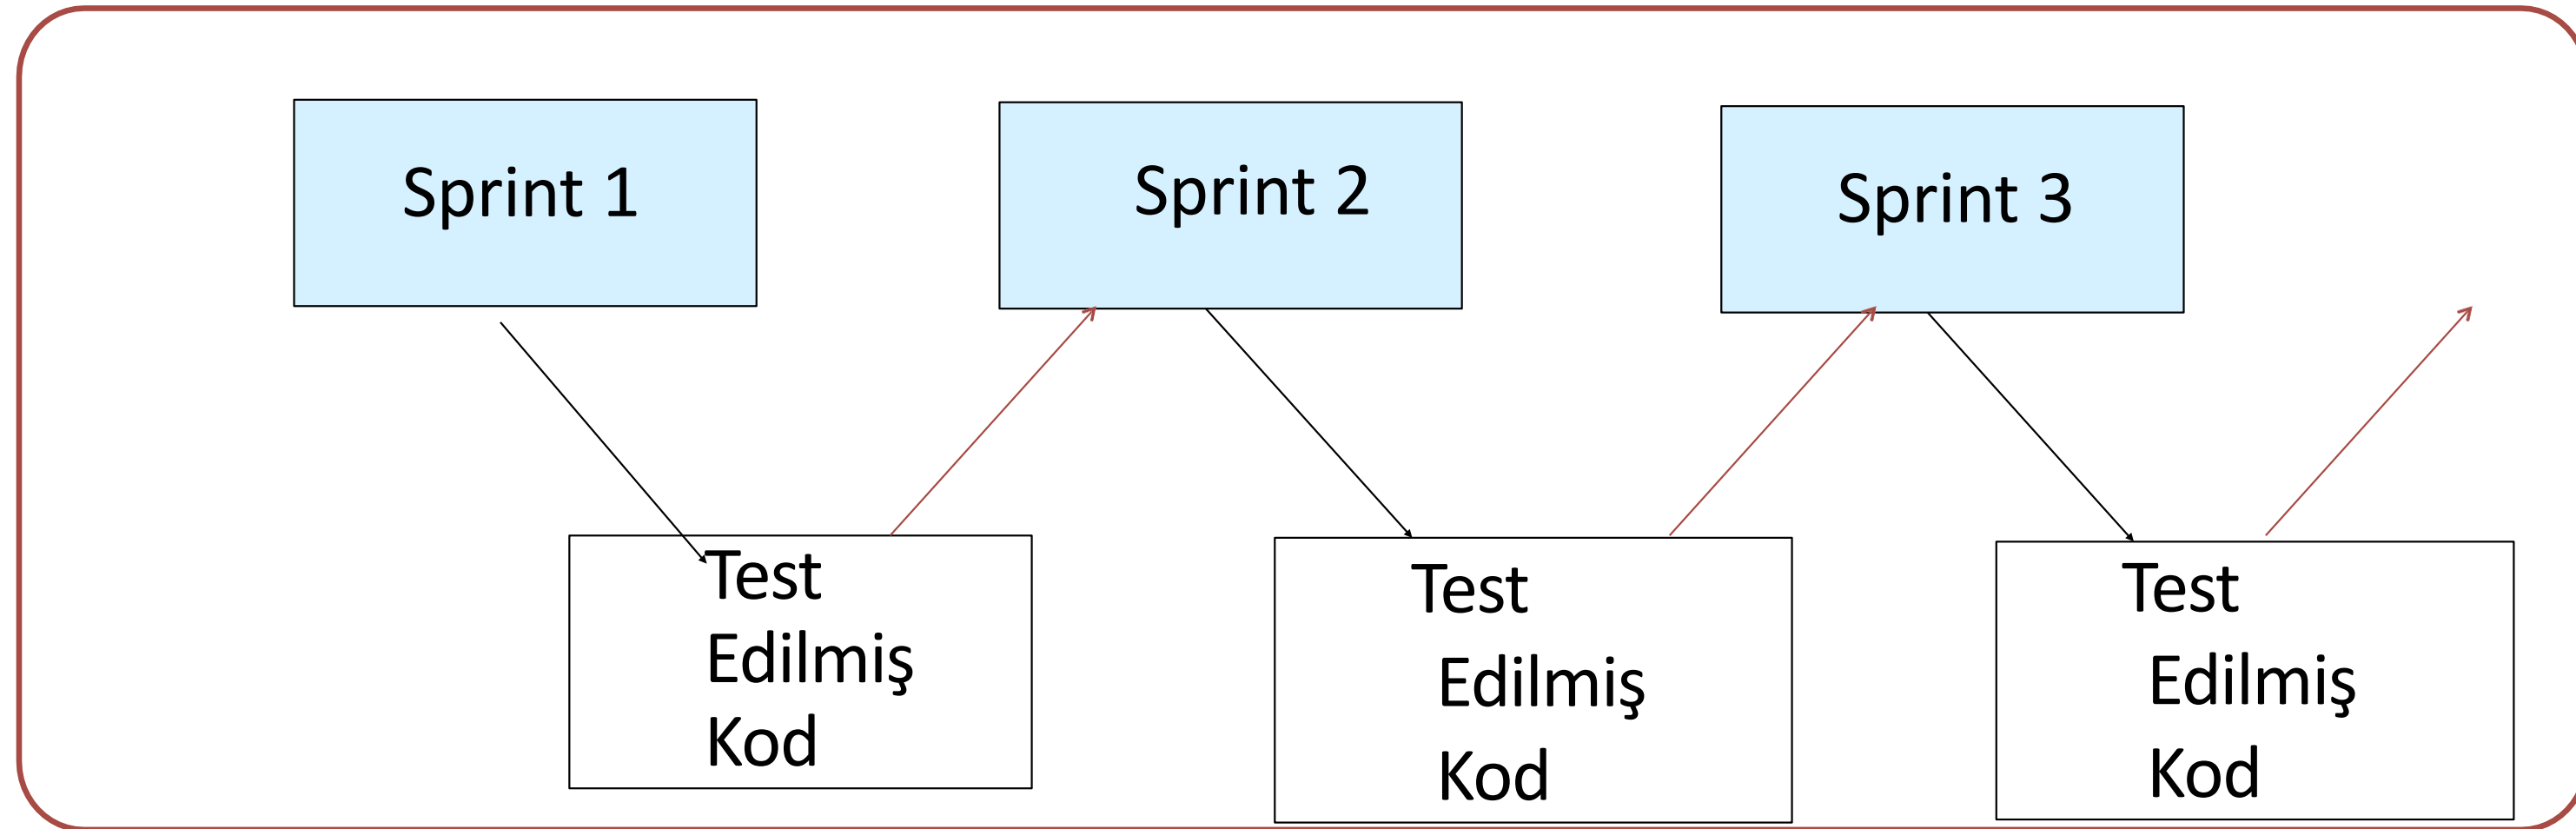 Sprint 1
Sprint 2
Sprint 3
Test
Edilmiş
Kod
Test
Edilmiş
Kod
Test
Edilmiş
Kod